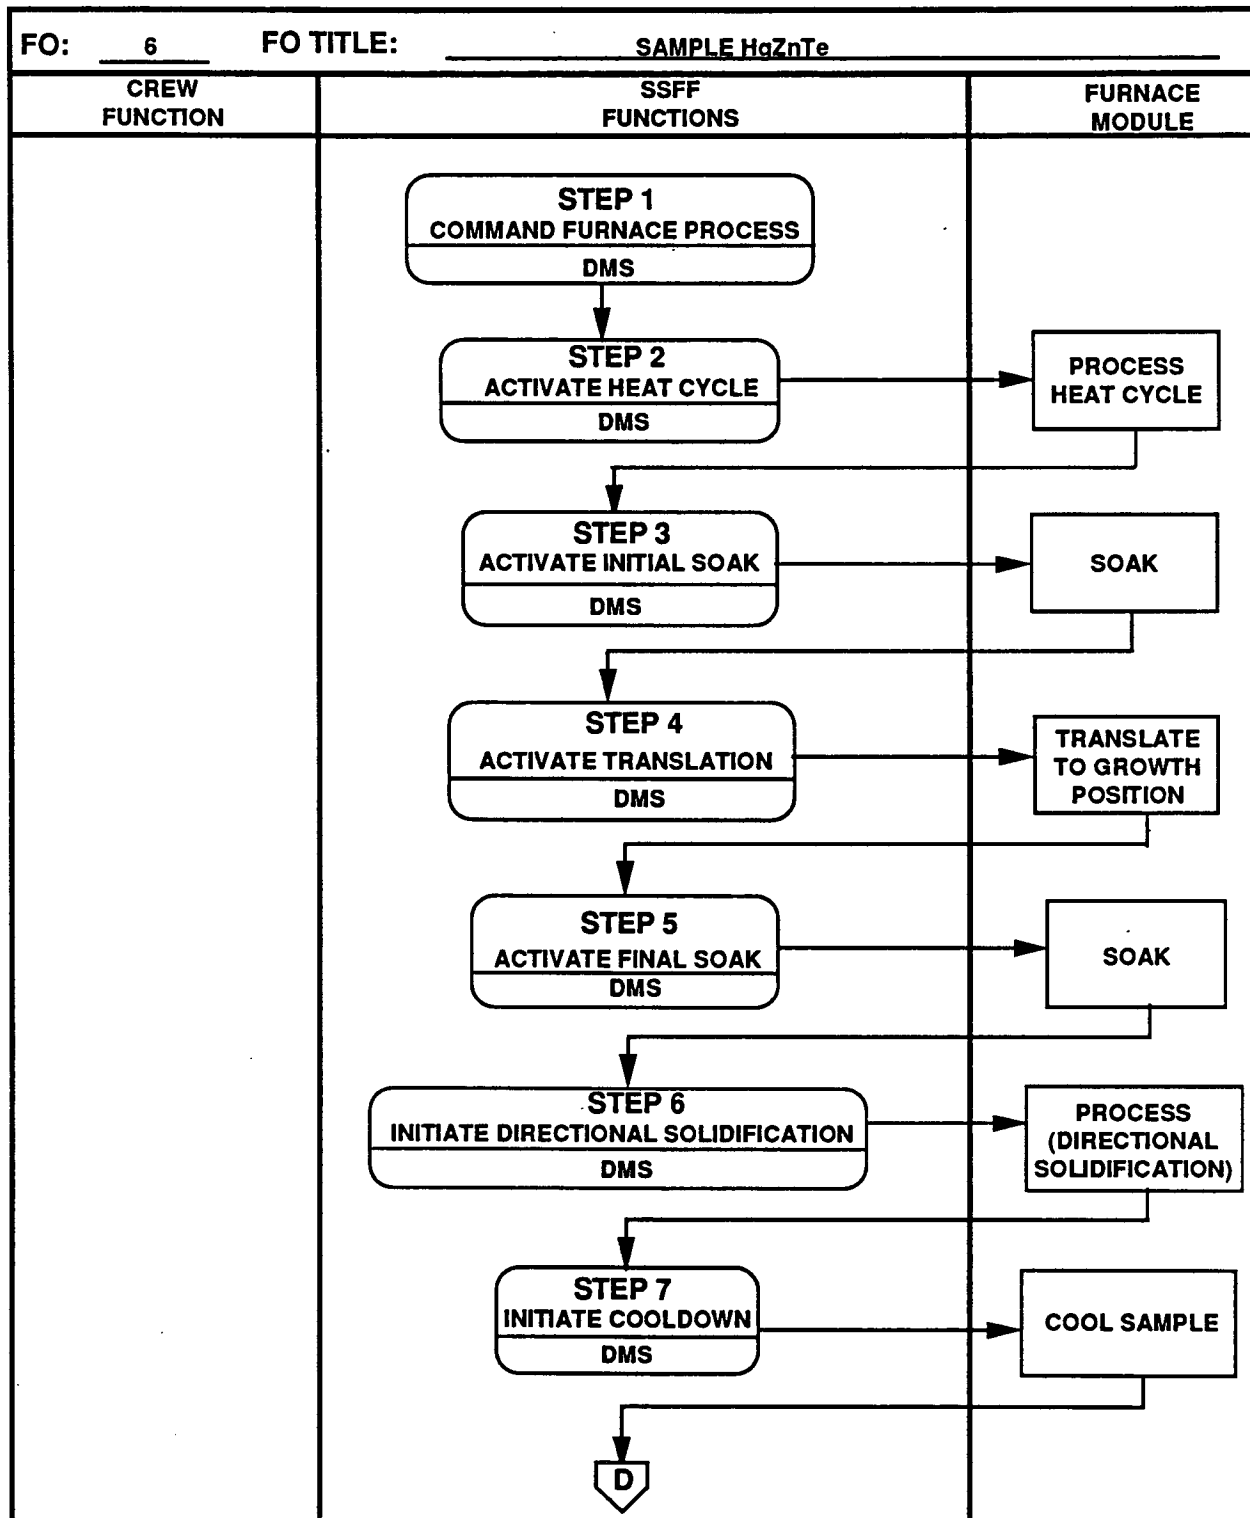 FO: 6 FO TITLE: SAMPLE HgZnTe
CREW
FUNCTION
SSFF
FUNCTIONS
FURNACE
MODULE
STEP 1
COMMAND FURNACE PROCESS
DMS
STEP 2
ACTIVATE HEAT CYCLE
DMS
PROCESS
HEAT CYCLE
STEP 3
ACTIVATE INITIAL SOAK
DMS
SOAK
STEP 4
ACTIVATE TRANSLATION
DMS
TRANSLATE
TO GROWTH
POSITION
STEP 5
ACTIVATE FINAL SOAK
DMS
SOAK
STEP 6
INITIATE DIRECTIONAL SOLIDIFICATION
DMS
PROCESS
(DIRECTIONAL
SOLIDIFICATION)
STEP 7
INITIATE COOLDOWN
DMS
COOL SAMPLE
D